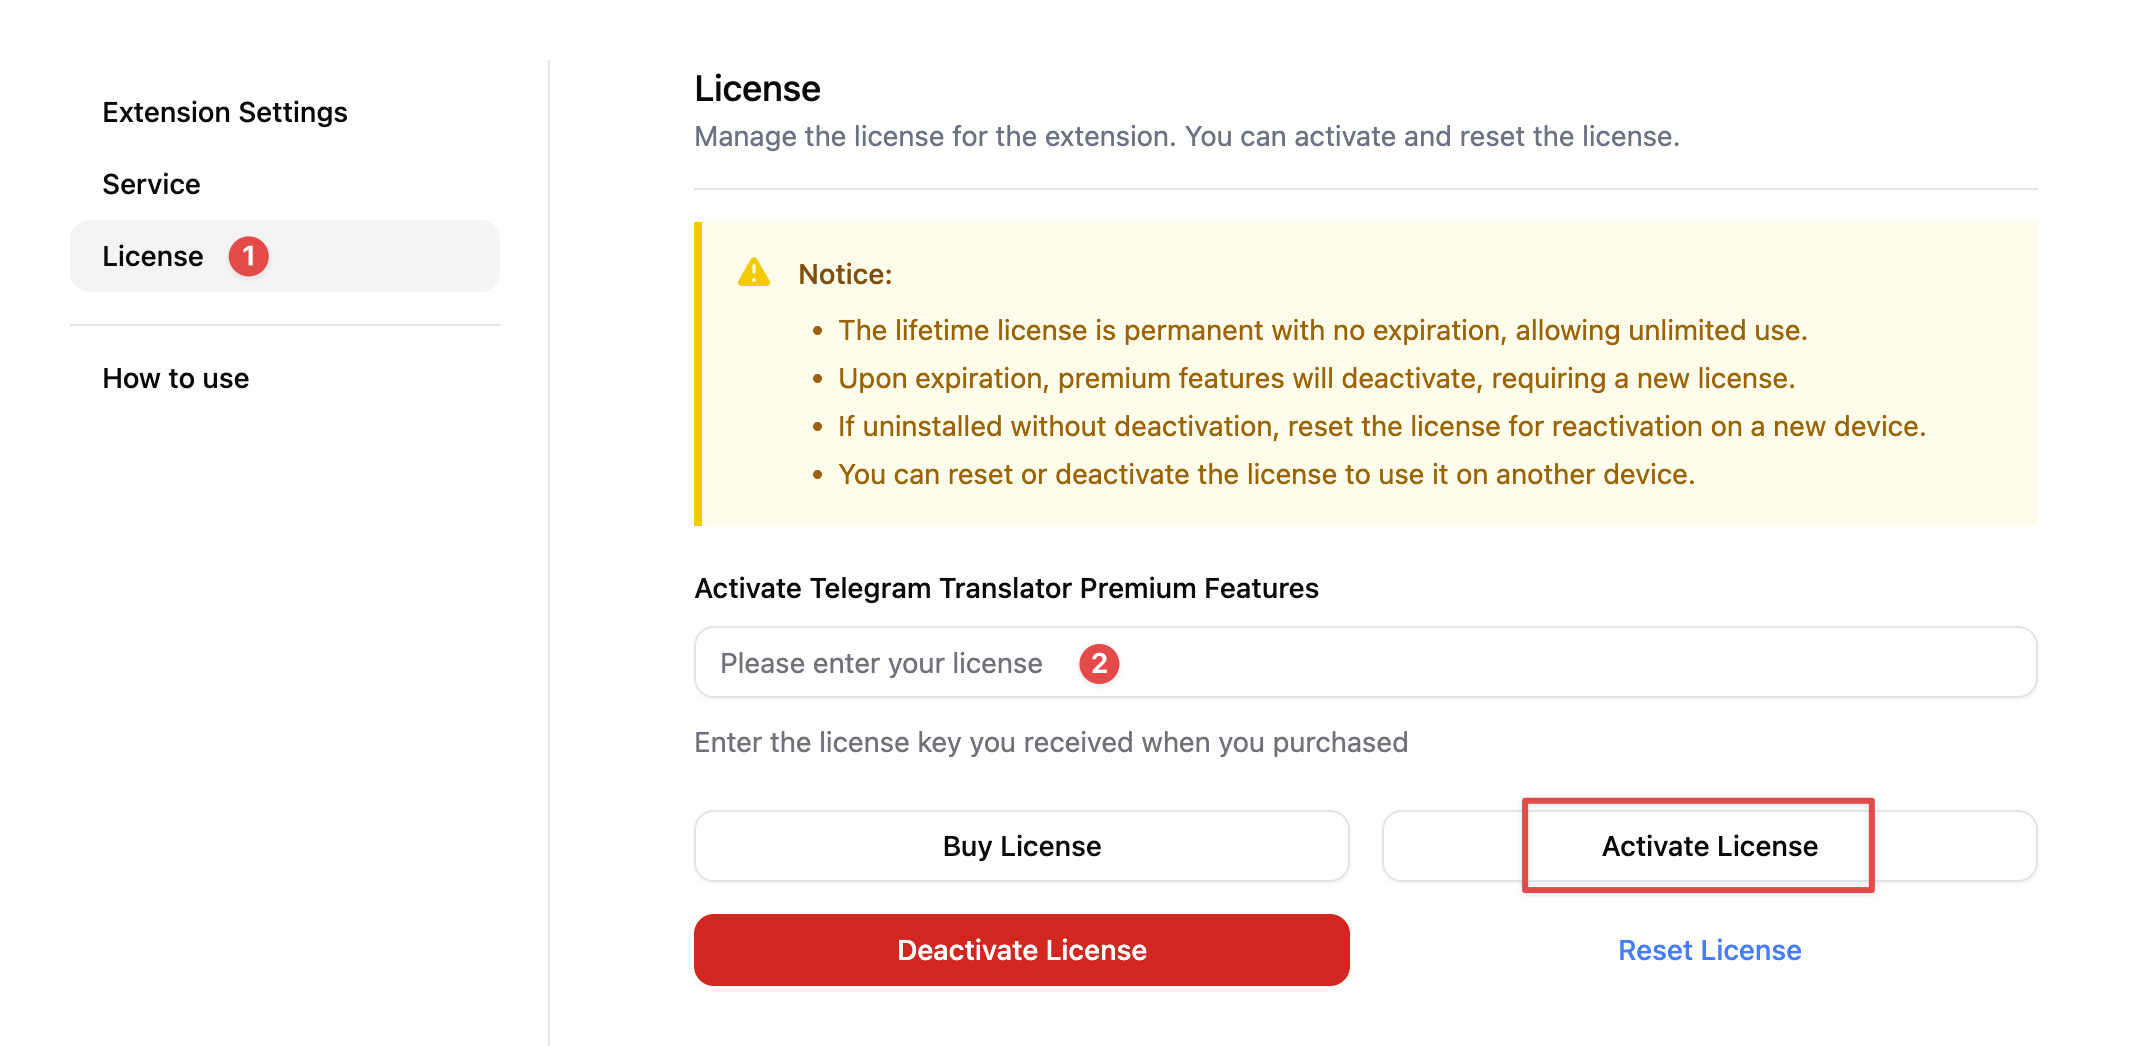 Extension Settings
Service
License 1
How to use
License
Manage the license for the extension. You can activate and reset the license.
Notice:
• The lifetime license is permanent with no expiration, allowing unlimited use.
• Upon expiration, premium features will deactivate, requiring a new license.
• If uninstalled without deactivation, reset the license for reactivation on a new device.
• You can reset or deactivate the license to use it on another device.
Activate Telegram Translator Premium Features
Please enter your license 2
Enter the license key you received when you purchased
Buy License
Activate License
Deactivate License
Reset License